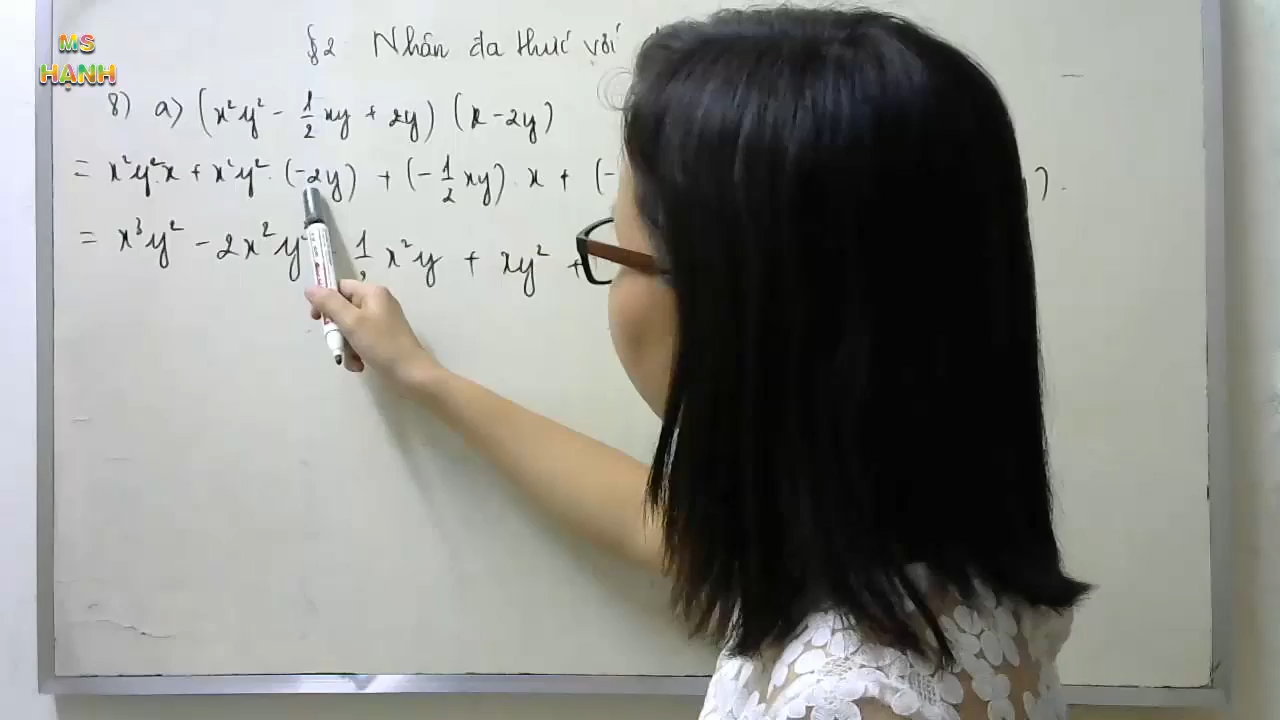 MS
HẠNH
§2 Nhân đa thức với
8) a) (x²y² - 1/2 xy + 2y) (x - 2y)
= x²y².x + x²y².(-2y) + (-1/2 xy).x + (-
= x³y² - 2x²y 1/2 x²y + xy² +